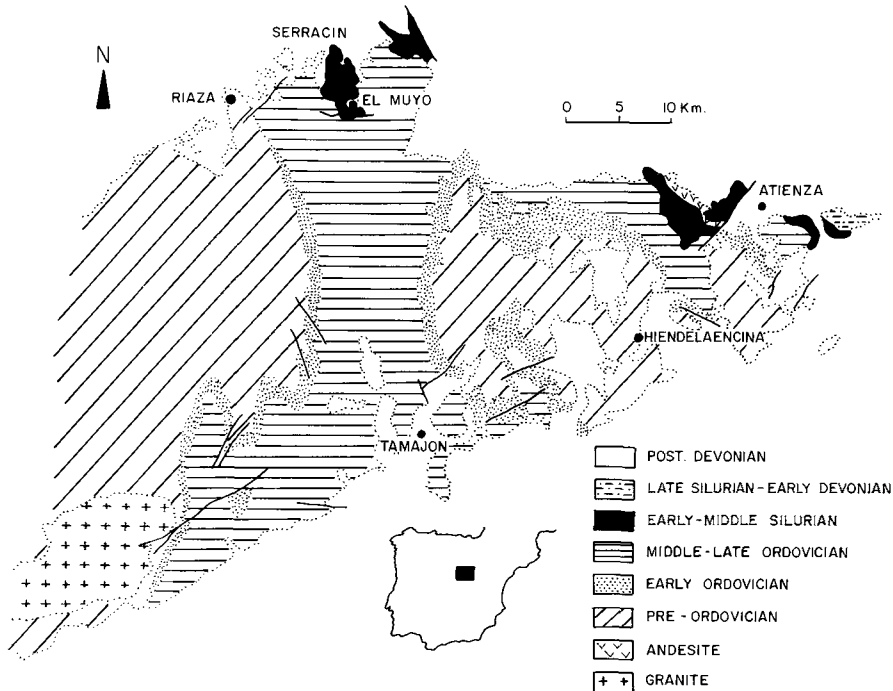 SERRACIN
N
RIAZA
EL MUYO
0 5 10 Km.
ATIENZA
HIENDELAENCINA
TAMAJON
POST. DEVONIAN
LATE SILURIAN-EARLY DEVONIAN
EARLY-MIDDLE SILURIAN
MIDDLE-LATE ORDOVICIAN
EARLY ORDOVICIAN
PRE-ORDOVICIAN
ANDESITE
GRANITE